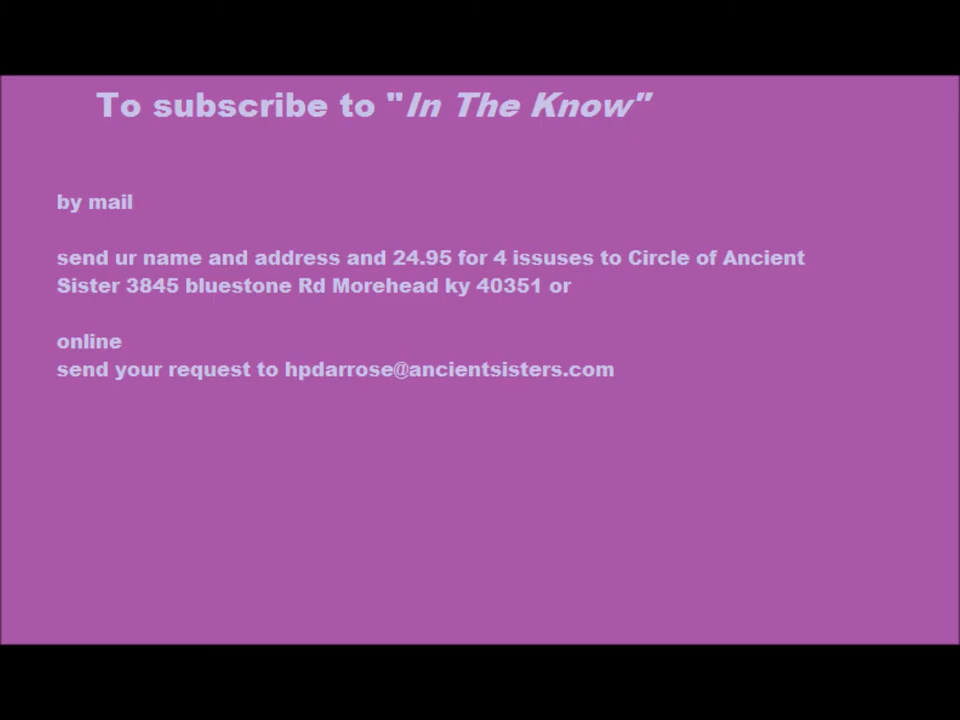 To subscribe to "In The Know"
by mail
send ur name and address and 24.95 for 4 issuses to Circle of Ancient
Sister 3845 bluestone Rd Morehead ky 40351 or
online
send your request to hpdarrose@ancientsisters.com